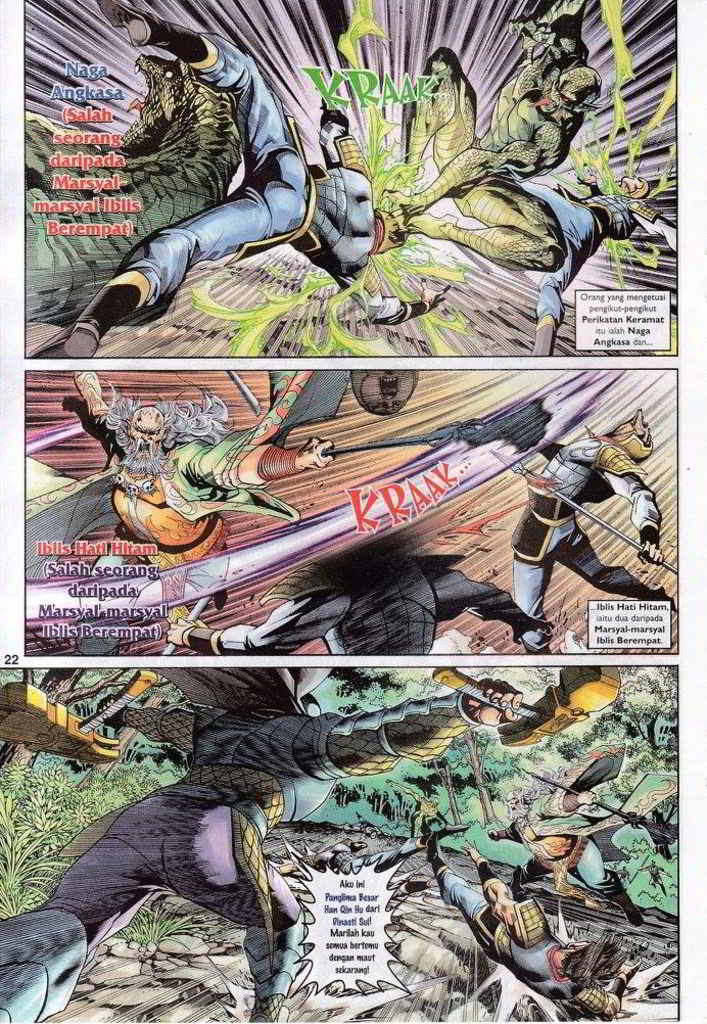 Naga
Angkasa
(Salah
seorang
daripada
Marsyal-
marsyal Iblis
Berempat)
KRAAK
Orang yang mengetuai
pengikut-pengikut
Perikatan Keramat
itu ialah Naga
Angkasa dan...
KRAAK...
Iblis Hati Hitam
(Salah seorang
daripada
Marsyal-marsyal
Iblis Berempat)
...Iblis Hati Hitam,
iaitu dua daripada
Marsyal-marsyal
Iblis Berempat.
22
Aku ini
Panglima Besar
Han Qin Hu dari
Dinasti Sui!
Marilah kau
semua bertemu
dengan maut
sekarang!